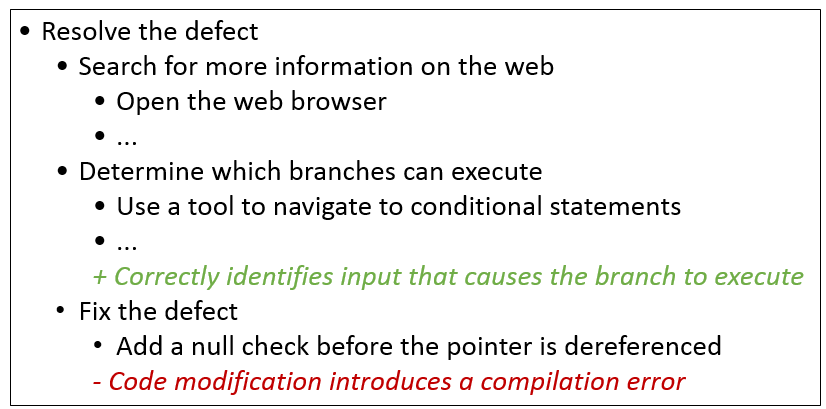 • Resolve the defect
• Search for more information on the web
• Open the web browser
• ...
• Determine which branches can execute
• Use a tool to navigate to conditional statements
• ...
+ Correctly identifies input that causes the branch to execute
• Fix the defect
• Add a null check before the pointer is dereferenced
- Code modification introduces a compilation error